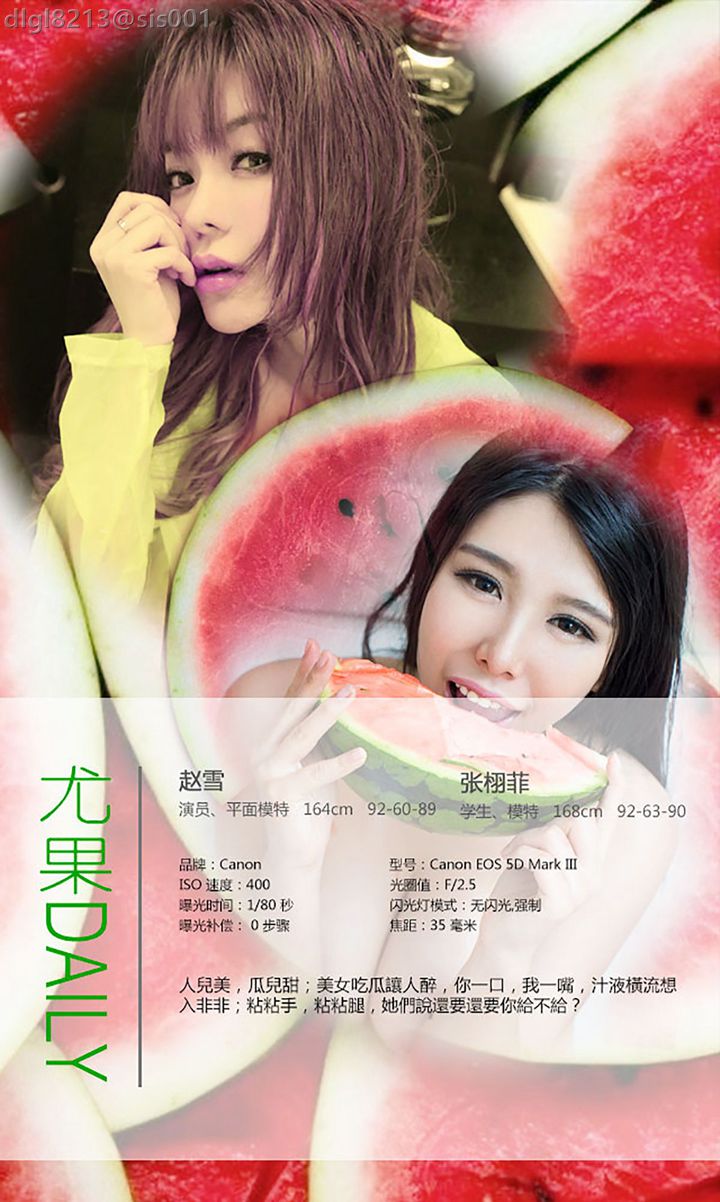 dlgl8213@sis001
尤果DAILY
赵雪
演员、平面模特 164cm 92-60-89
张栩菲
学生、模特 168cm 92-63-90
品牌：Canon
型号：Canon EOS 5D Mark III
ISO 速度：400
光圈值：F/2.5
曝光时间：1/80 秒
闪光灯模式：无闪光,强制
曝光补偿： 0 步骤
焦距：35 毫米
人兒美，瓜兒甜；美女吃瓜讓人醉，你一口，我一嘴，汁液橫流想
入非非；粘粘手，粘粘腿，她們說還要還要你給不給？